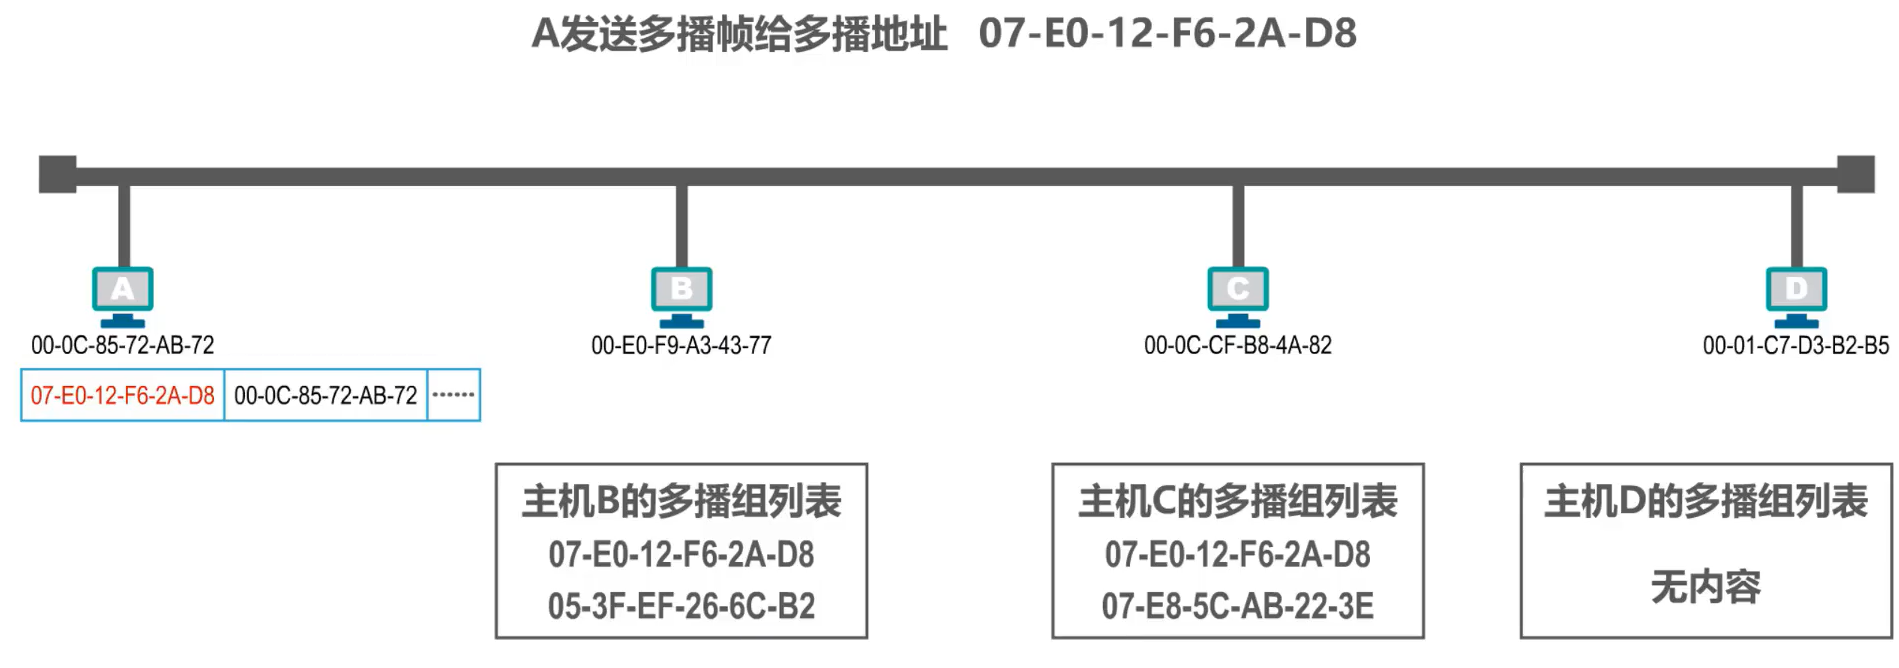 A发送多播帧给多播地址 07-E0-12-F6-2A-D8
A
B
C
D
00-0C-85-72-AB-72
00-E0-F9-A3-43-77
00-0C-CF-B8-4A-82
00-01-C7-D3-B2-B5
07-E0-12-F6-2A-D8 00-0C-85-72-AB-72 ······
主机B的多播组列表
07-E0-12-F6-2A-D8
05-3F-EF-26-6C-B2
主机C的多播组列表
07-E0-12-F6-2A-D8
07-E8-5C-AB-22-3E
主机D的多播组列表
无内容